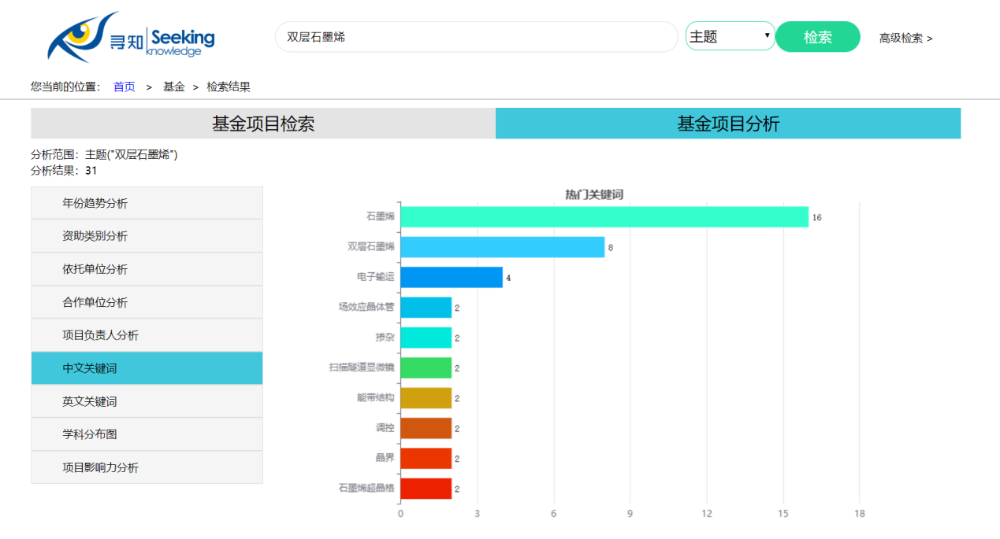 寻知 Seeking knowledge
双层石墨烯
主题
检索
高级检索 >
您当前的位置： 首页 > 基金 > 检索结果
基金项目检索
基金项目分析
分析范围：主题("双层石墨烯")
分析结果：31
年份趋势分析
资助类别分析
依托单位分析
合作单位分析
项目负责人分析
中文关键词
英文关键词
学科分布图
项目影响力分析
热门关键词
石墨烯 16
双层石墨烯 8
电子输运 4
场效应晶体管 2
掺杂 2
扫描隧道显微镜 2
能带结构 2
调控 2
晶界 2
石墨烯超晶格 2
0 3 6 9 12 15 18